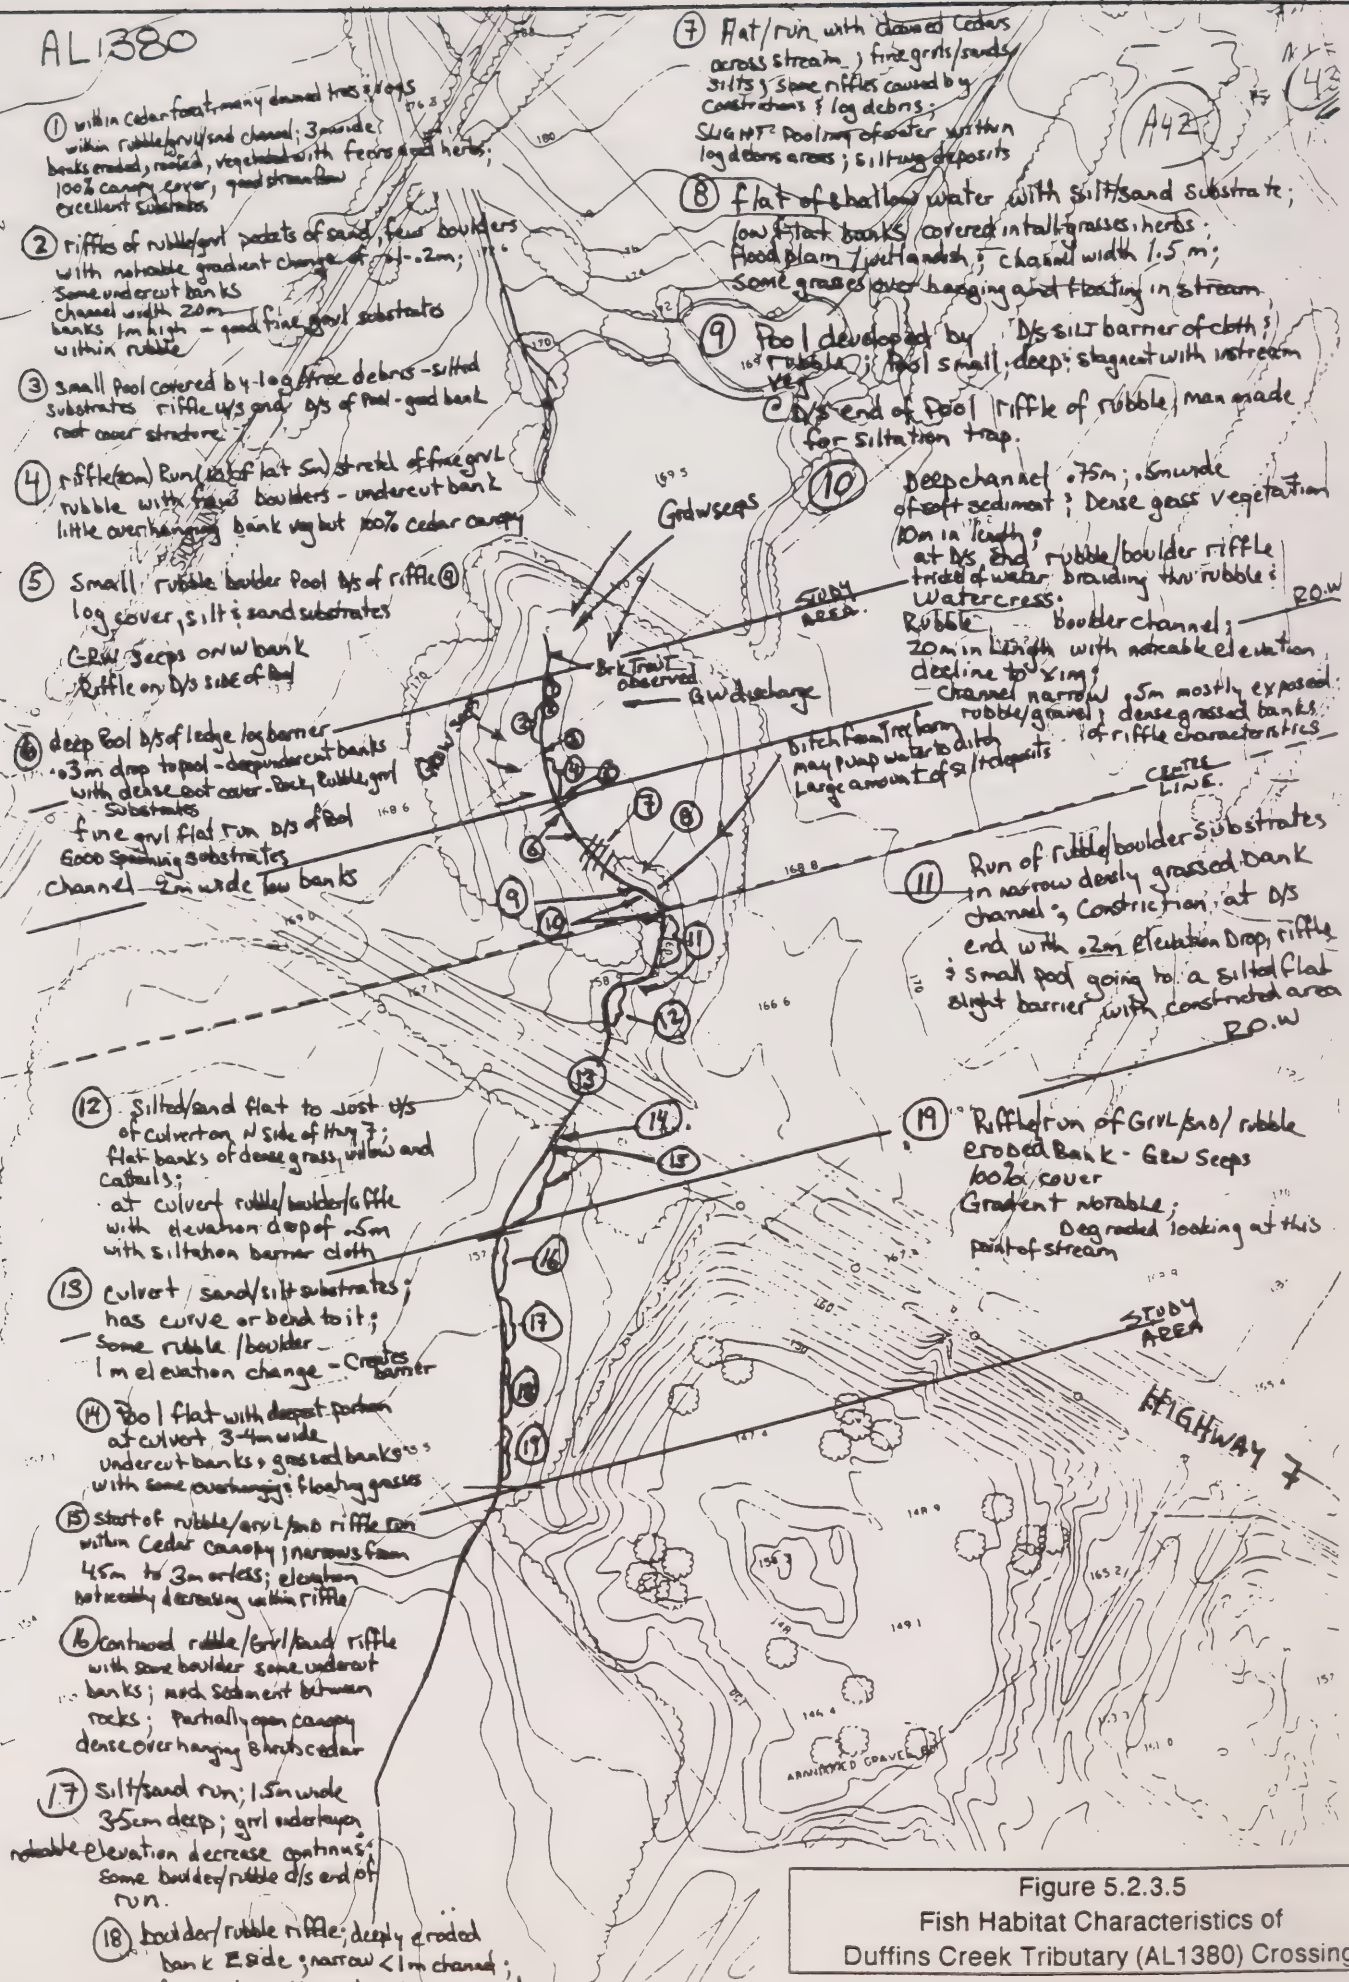 AL1380
① within Cedar forest, many downed trees & logs
within rubble/grvl/snd channel; 3m wide
banks eroded, rooted, vegetated with ferns and herbs;
100% canopy cover, good stream flow
excellent substrates
② riffles of rubble/grvl pockets of sand, few boulders
with noticable gradient change of .1-.2m;
some undercut banks
channel width 2.0m
banks 1m high - good fine grvl substrates
within rubble
③ small Pool covered by-log/tree debris - silted
substrates riffle u/s and D/s of Pool - good bank
root cover structure
④ riffle (20m) Run (last 5m) stretch of fine grvl
rubble with few boulders - undercut bank
little overhanging bank veg but 100% cedar canopy
⑤ Small rubble boulder Pool D/s of riffle ④
log cover, silt & sand substrates
GRW seeps on W bank
Riffle on D/s side of Pool
⑥ deep Pool D/s of ledge log barrier
.3m drop to pool - deep undercut banks
with dense root cover - Rock, Rubble, grvl
Substrates
fine grvl flat run D/s of Pool
GOOD Spawning substrates
channel 2m wide low banks
⑦ Flat/run with downed Cedars
across stream; fine grvls/sands
silts; some riffles caused by
Constrictions & log debris;
SLIGHT Pooling of water within
log debris areas; silting deposits
A42
42
⑧ flat of shallow water with silt/sand substrate;
low flat banks covered in tall grasses, herbs;
floodplain/wetlandish; channel width 1.5m;
some grasses over hanging and floating in stream
⑨ Pool developed by D/s SILT barrier of cloth &
rubble; Pool small, deep; stagnent with instream
veg
@ D/s end of Pool riffle of rubble, man made
for siltation trap.
⑩ Deep channel .75m; .5m wide
of soft sediment; Dense grass vegetation
10m in length;
at D/s end rubble/boulder riffle
trickle of water braiding thru rubble &
Watercress.
Rubble boulder channel;
20m in length with noticeable elevation
decline to xing;
channel narrow .5m mostly exposed
rubble/gravel; dense grassed banks
of riffle characteristics
Grdw seeps
STUDY
AREA
R.O.W
Brk Trout
observed
GW discharge
Grdw seeps
Ditch from Tree farm
may pump water to ditch
Large amount of silt deposits
CENTRE
LINE
⑪ Run of rubble/boulder substrates
in narrow densly grassed bank
channel; Constriction at D/s
end with .2m elevation Drop, riffle
& small pool going to a silted flat
slight barrier with constricted area
R.O.W
⑫ Silted/sand flat to just U/s
of culvert on N side of Hwy 7;
flat banks of dense grass, willow and
Cattails;
at culvert rubble/boulder/riffle
with elevation drop of .5m
with siltation barrier cloth
⑬ culvert sand/silt substrates;
has curve or bend to it;
some rubble/boulder
1m elevation change - Creates
barrier
⑭ Pool flat with deepest portion
at culvert, 3-4m wide
undercut banks, grassed banks
with some overhanging & floating grasses
⑮ start of rubble/grvl/snd riffle run
within Cedar canopy; narrows from
4.5m to 3m or less; elevation
noticeably decreasing within riffle
⑯ continued rubble/Grvl/sand riffle
with some boulder some undercut
banks; much sediment between
rocks; Partially open canopy
dense overhanging shrubs cedar
⑰ Silt/sand run; 1.5m wide
3-5cm deep; grvl underlayer
notable elevation decrease continues;
some boulder/rubble d/s end of
run.
⑱ boulder/rubble riffle; deeply eroded
bank E side; narrow <1m channel;
⑲ Riffle/run of Grvl/snd/rubble
eroded Bank - GRW Seeps
100% cover
Gradient notable;
Degraded looking at this
point of stream
STUDY
AREA
HIGHWAY 7
GRAVEL PIT
Figure 5.2.3.5
Fish Habitat Characteristics of
Duffins Creek Tributary (AL1380) Crossing